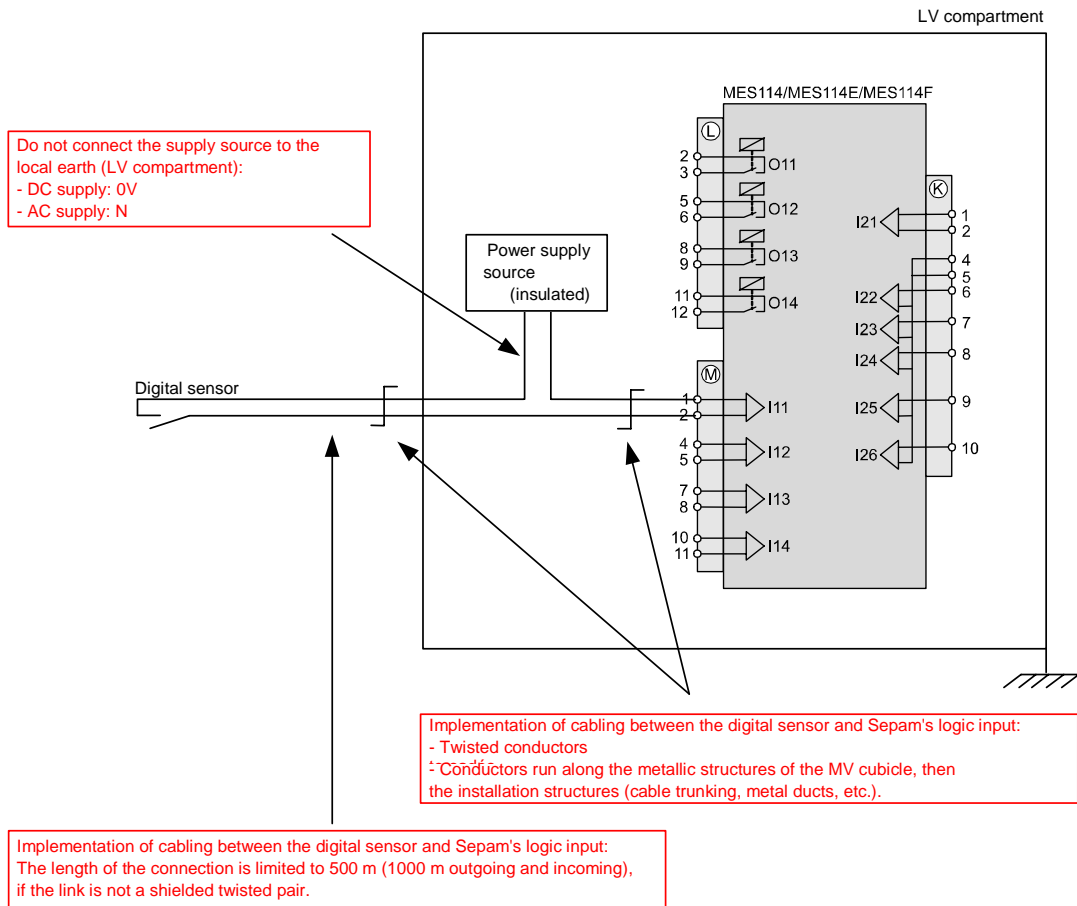 LV compartment
MES114/MES114E/MES114F
Do not connect the supply source to the
local earth (LV compartment):
- DC supply: 0V
- AC supply: N
Power supply
source
(insulated)
Digital sensor
L
2
3
O11
5
6
O12
8
9
O13
11
12
O14
M
1
2
I11
4
5
I12
7
8
I13
10
11
I14
K
I21
1
2
4
5
I22
6
I23
7
I24
8
I25
9
I26
10
Implementation of cabling between the digital sensor and Sepam's logic input:
- Twisted conductors
- Conductors run along the metallic structures of the MV cubicle, then
the installation structures (cable trunking, metal ducts, etc.).
Implementation of cabling between the digital sensor and Sepam's logic input:
The length of the connection is limited to 500 m (1000 m outgoing and incoming),
if the link is not a shielded twisted pair.